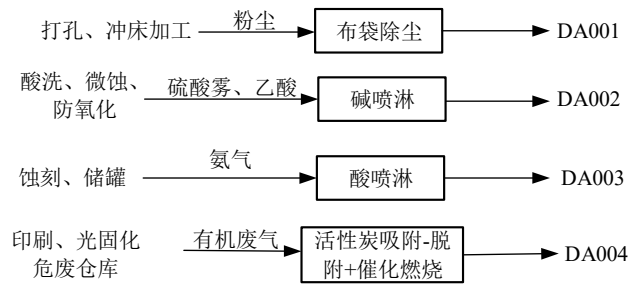 打孔、冲床加工 粉尘 布袋除尘 DA001
酸洗、微蚀、
防氧化
硫酸雾、乙酸 碱喷淋 DA002
蚀刻、储罐 氨气 酸喷淋 DA003
印刷、光固化
危废仓库
有机废气 活性炭吸附-脱
附+催化燃烧
DA004